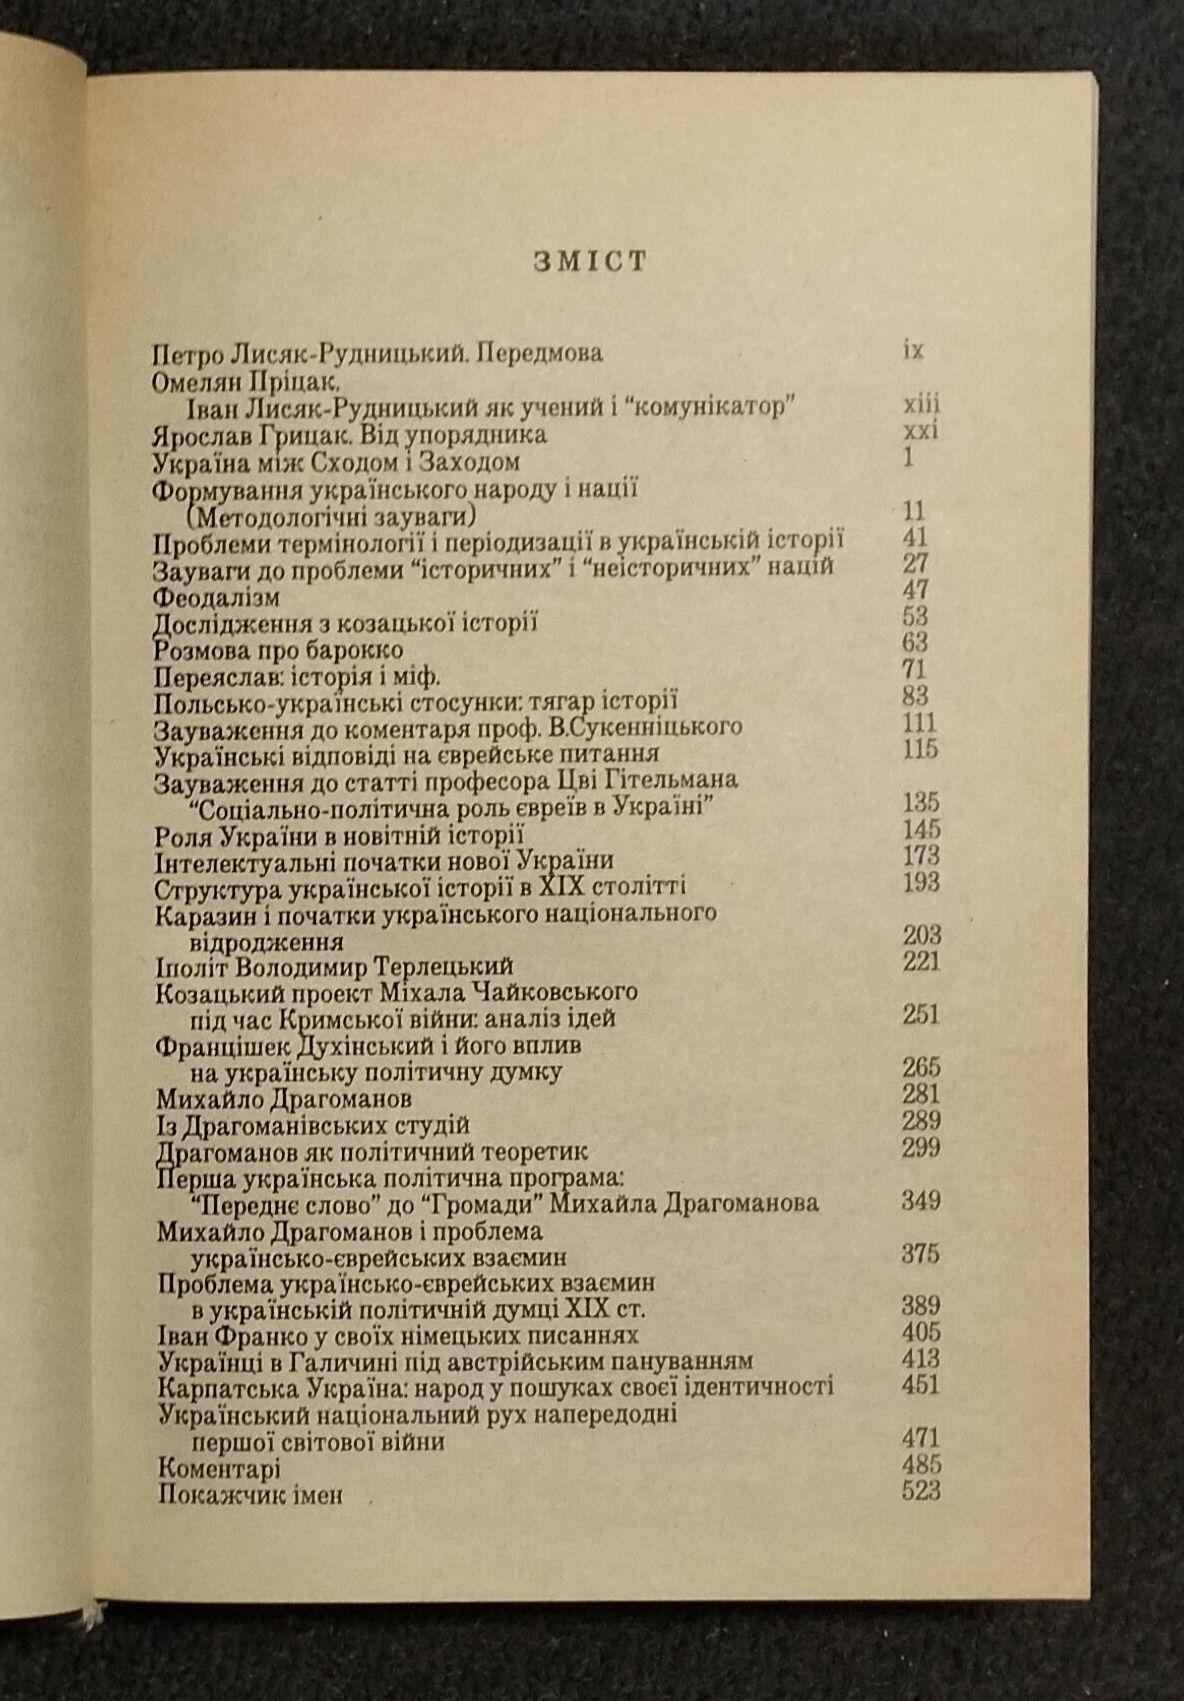 ЗМІСТ
Петро Лисяк-Рудницький. Передмова ix
Омелян Пріцак.
Іван Лисяк-Рудницький як учений і “комунікатор” xiii
Ярослав Грицак. Від упорядника xxi
Україна між Сходом і Заходом 1
Формування українського народу і нації
(Методологічні зауваги) 11
Проблеми термінології і періодизації в українській історії 41
Зауваги до проблеми “історичних” і “неісторичних” націй 27
Феодалізм 47
Дослідження з козацької історії 53
Розмова про барокко 63
Переяслав: історія і міф. 71
Польсько-українські стосунки: тягар історії 83
Зауваження до коментаря проф. В.Сукенніцького 111
Українські відповіді на єврейське питання 115
Зауваження до статті професора Цві Гітельмана
“Соціально-політична роль євреїв в Україні” 135
Роля України в новітній історії 145
Інтелектуальні початки нової України 173
Структура української історії в XIX столітті 193
Каразин і початки українського національного
відродження 203
Іполіт Володимир Терлецький 221
Козацький проект Міхала Чайковського
під час Кримської війни: аналіз ідей 251
Францішек Духінський і його вплив
на українську політичну думку 265
Михайло Драгоманов 281
Із Драгоманівських студій 289
Драгоманов як політичний теоретик 299
Перша українська політична програма:
“Переднє слово” до “Громади” Михайла Драгоманова 349
Михайло Драгоманов і проблема
українсько-єврейських взаємин 375
Проблема українсько-єврейських взаємин
в українській політичній думці XIX ст. 389
Іван Франко у своїх німецьких писаннях 405
Українці в Галичині під австрійським пануванням 413
Карпатська Україна: народ у пошуках своєї ідентичності 451
Український національний рух напередодні
першої світової війни 471
Коментарі 485
Покажчик імен 523